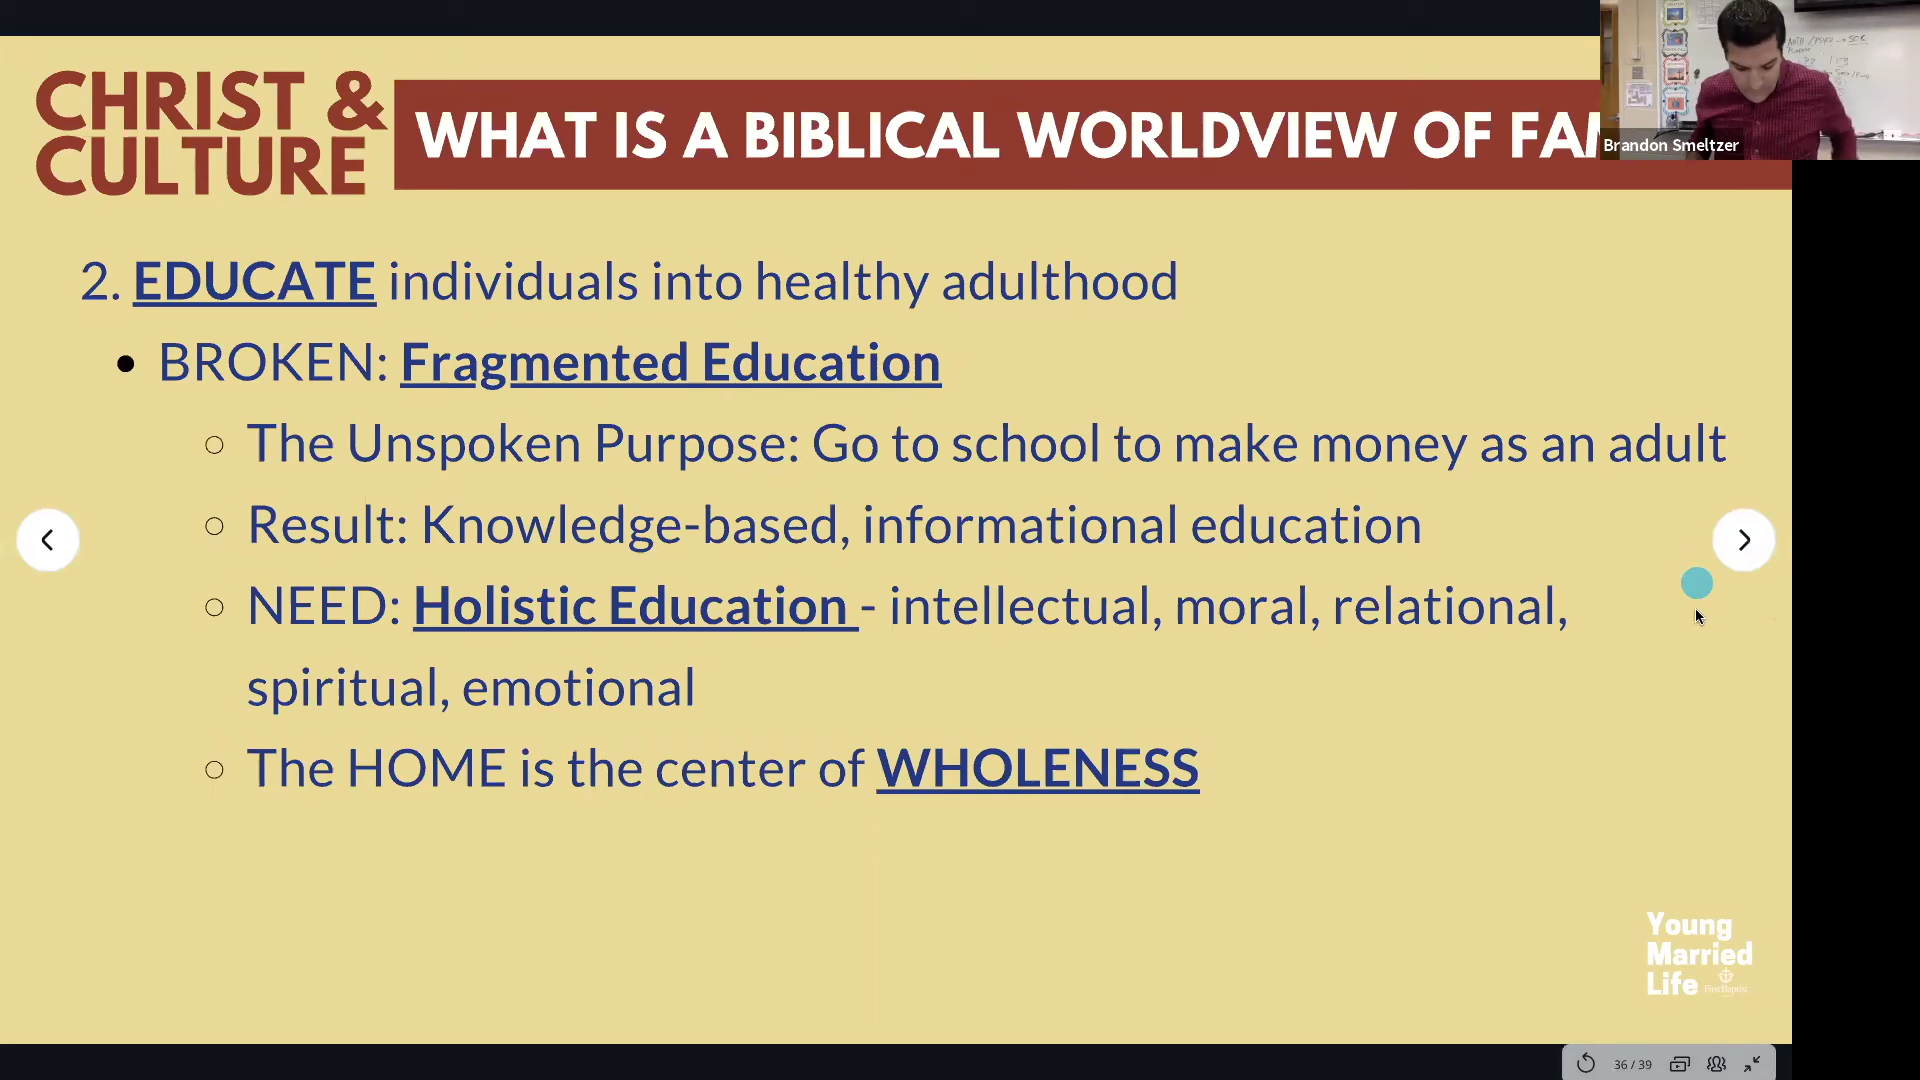 CHRIST &
CULTURE
WHAT IS A BIBLICAL WORLDVIEW OF FAM
Brandon Smeltzer
2. EDUCATE individuals into healthy adulthood
• BROKEN: Fragmented Education
○ The Unspoken Purpose: Go to school to make money as an adult
○ Result: Knowledge-based, informational education
○ NEED: Holistic Education - intellectual, moral, relational,
spiritual, emotional
○ The HOME is the center of WHOLENESS
Young
Married
Life First Baptist
36 / 39